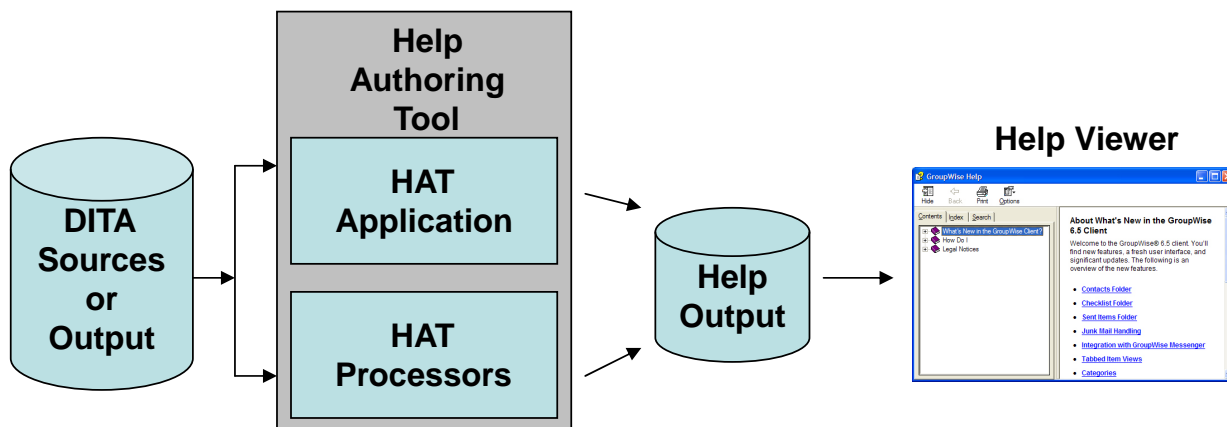 Help
Authoring
Tool
DITA
Sources
or
Output
HAT
Application
HAT
Processors
Help
Output
Help Viewer
GroupWise Help
Hide Back Print Options
Contents Index Search
What's New in the GroupWise Client?
How Do I
Legal Notices
About What's New in the GroupWise
6.5 Client
Welcome to the GroupWise® 6.5 client. You'll
find new features, a fresh user interface, and
significant updates. The following is an
overview of the new features.
• Contacts Folder
• Checklist Folder
• Sent Items Folder
• Junk Mail Handling
• Integration with GroupWise Messenger
• Tabbed Item Views
• Categories